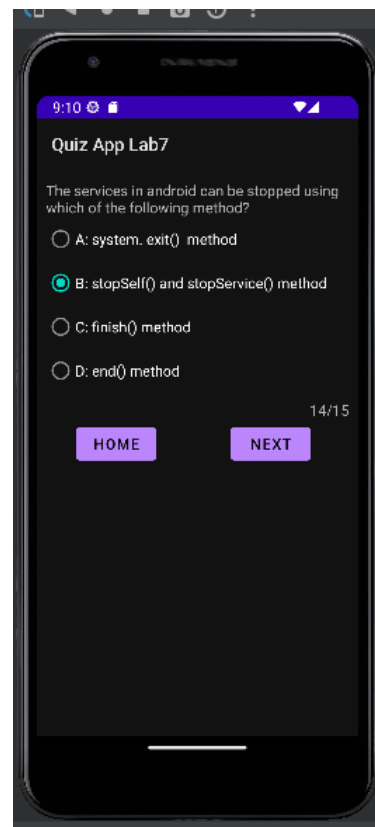 9:10
Quiz App Lab7
The services in android can be stopped using
which of the following method?
A: system. exit()  method
B: stopSelf() and stopService() method
C: finish() method
D: end() method
14/15
HOME
NEXT